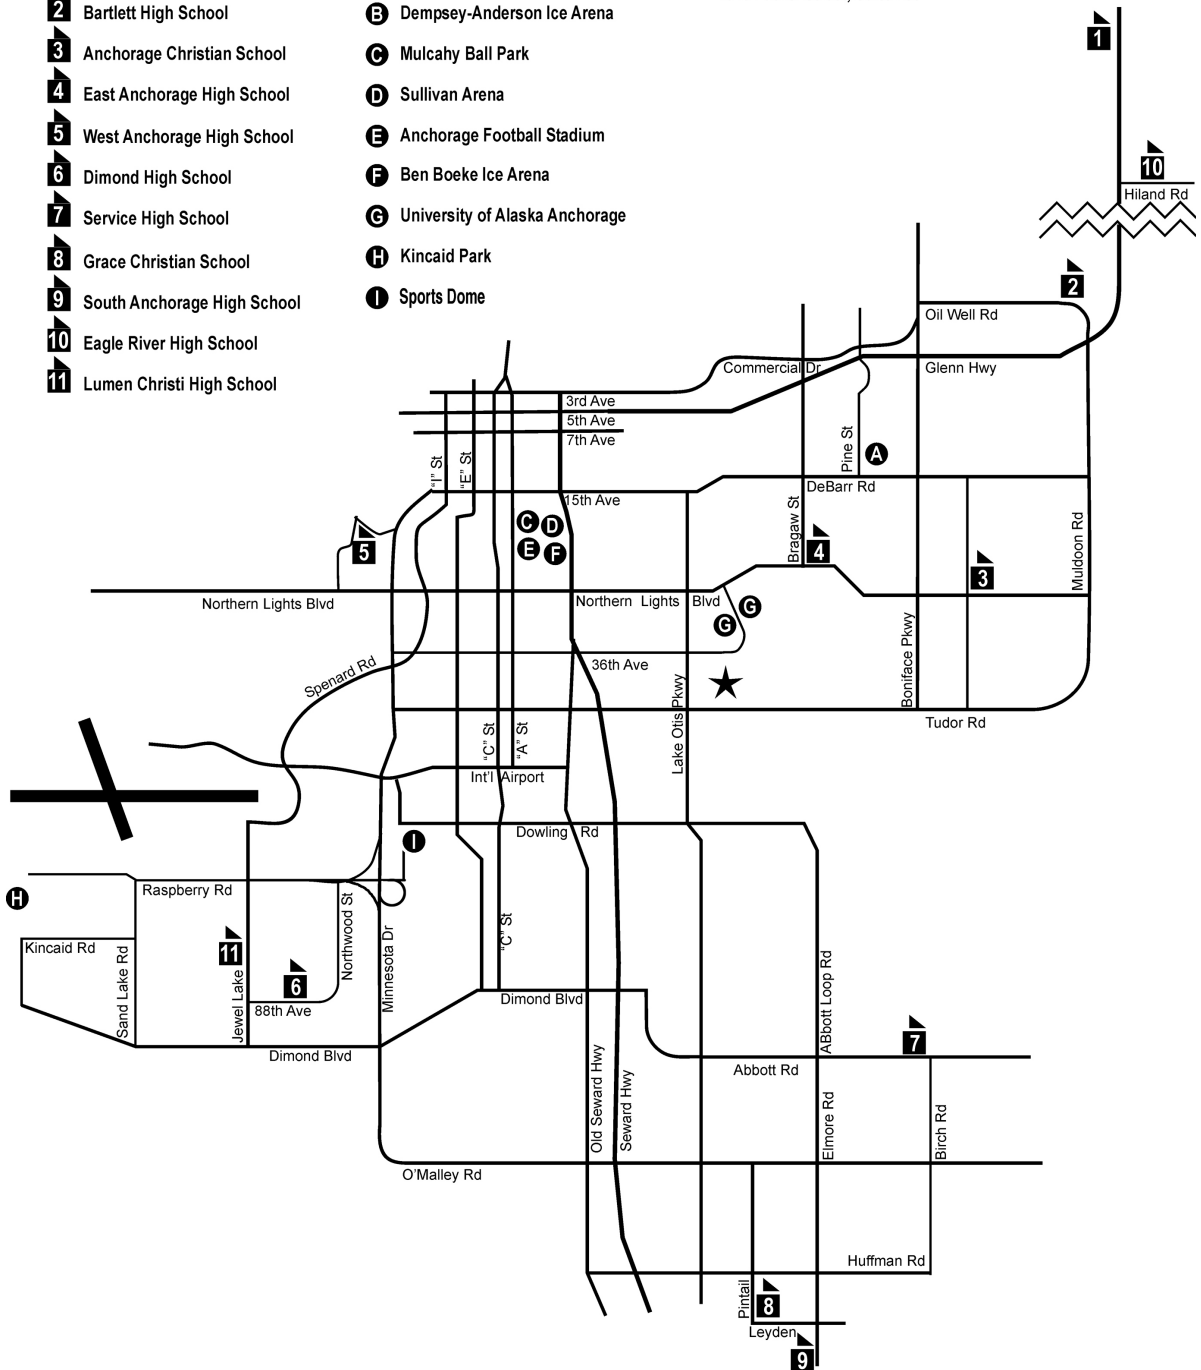 2 Bartlett High School
3 Anchorage Christian School
4 East Anchorage High School
5 West Anchorage High School
6 Dimond High School
7 Service High School
8 Grace Christian School
9 South Anchorage High School
10 Eagle River High School
11 Lumen Christi High School
B Dempsey-Anderson Ice Arena
C Mulcahy Ball Park
D Sullivan Arena
E Anchorage Football Stadium
F Ben Boeke Ice Arena
G University of Alaska Anchorage
H Kincaid Park
I Sports Dome
1
10
Hiland Rd
2
Oil Well Rd
Commercial Dr
Glenn Hwy
3rd Ave
5th Ave
7th Ave
"I" St
"E" St
Pine St
A
DeBarr Rd
15th Ave
Bragaw St
Muldoon Rd
C
D
E
F
5
4
3
Northern Lights Blvd
Northern Lights Blvd
G
G
36th Ave
Spenard Rd
Lake Otis Pkwy
Boniface Pkwy
Tudor Rd
"C" St
"A" St
Int'l Airport
Dowling Rd
I
H
Raspberry Rd
Northwood St
Kincaid Rd
Sand Lake Rd
11
Jewel Lake
6
88th Ave
Minnesota Dr
"C" St
Dimond Blvd
Dimond Blvd
ABbott Loop Rd
7
Abbott Rd
Old Seward Hwy
Seward Hwy
Elmore Rd
Birch Rd
O'Malley Rd
Huffman Rd
Pintail
8
Leyden
9